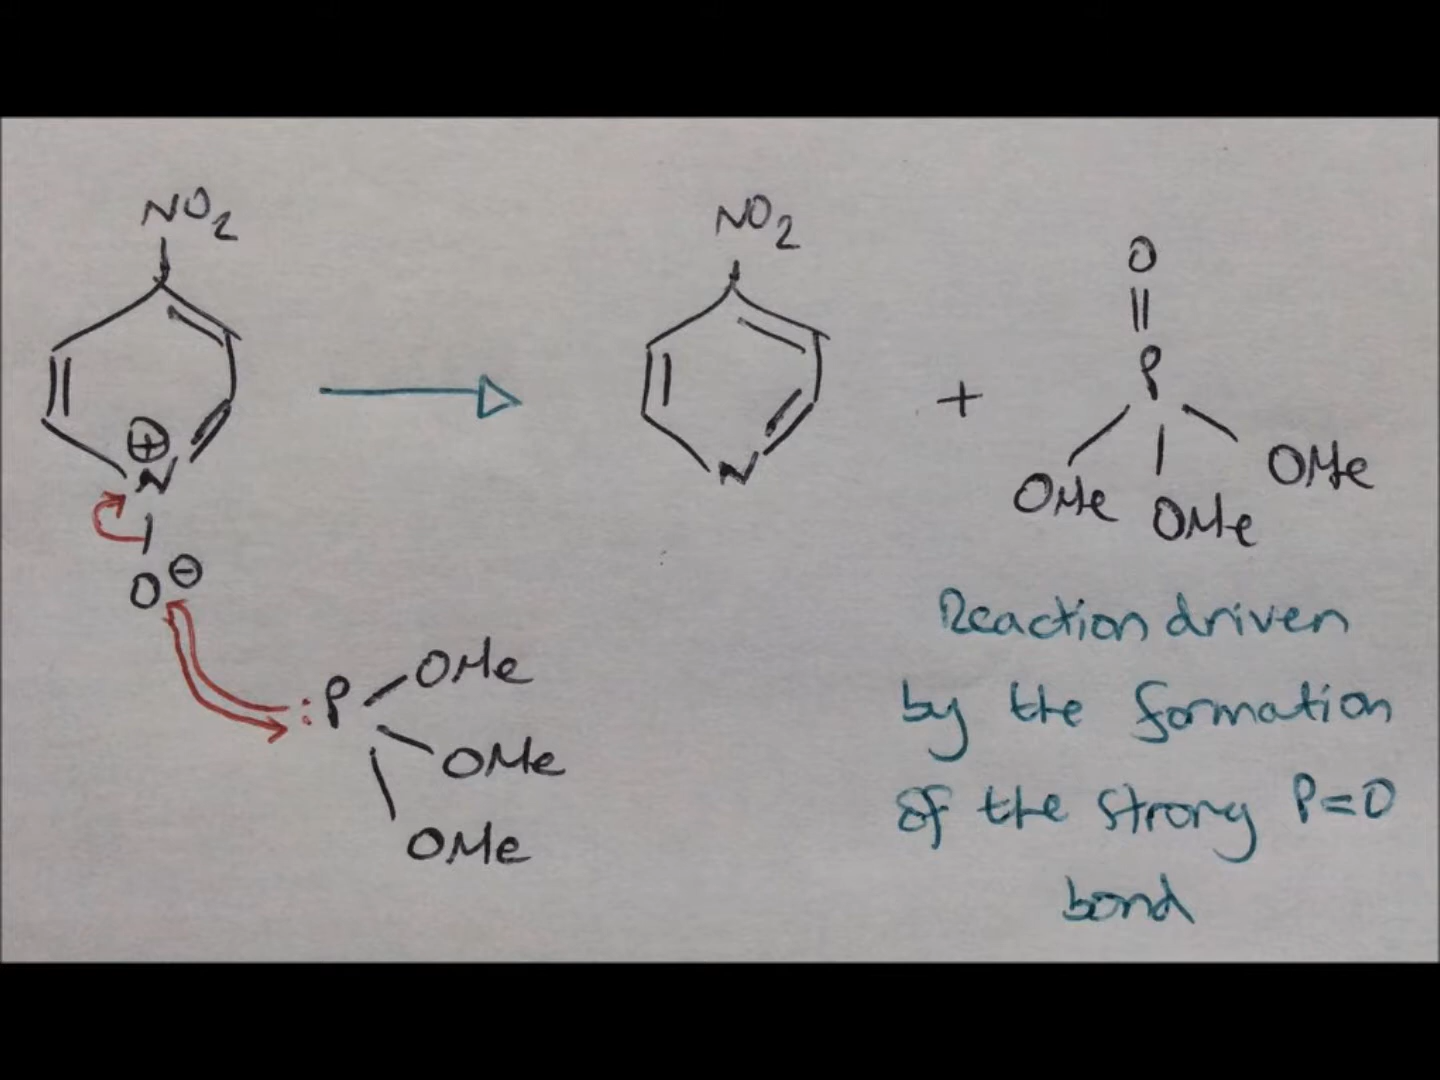 NO₂
NO₂
O
||
P
⊕
N
N
+
OMe
OMe
OMe
O⊖
:P
OMe
OMe
OMe
Reaction driven
by the formation
of the strong P=O
bond